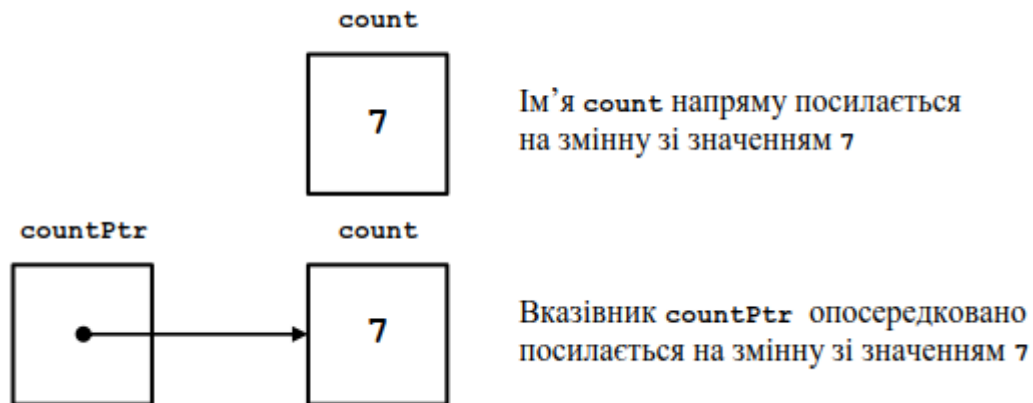 count
7
Ім’я count напряму посилається
на змінну зі значенням 7
countPtr
count
7
Вказівник countPtr опосередковано
посилається на змінну зі значенням 7